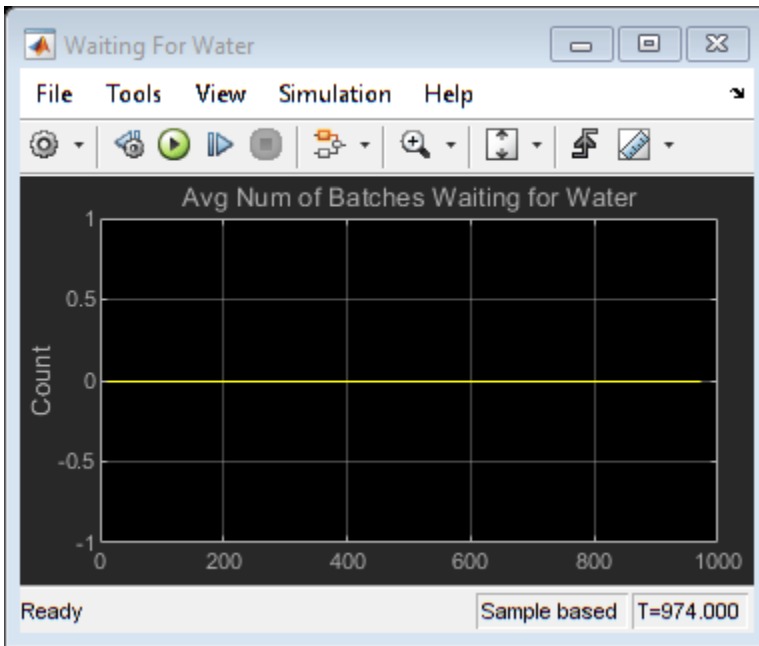 Waiting For Water
File Tools View Simulation Help
Avg Num of Batches Waiting for Water
1
0.5
0
-0.5
-1
Count
0 200 400 600 800 1000
Ready Sample based T=974.000